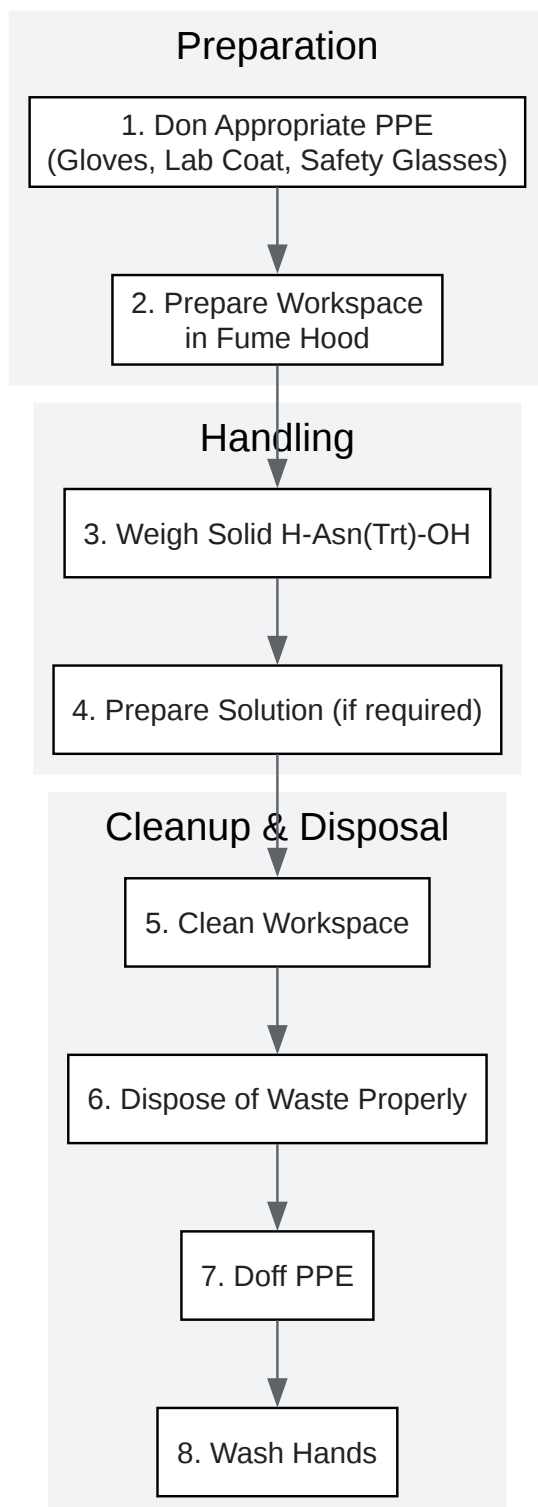 Preparation
1. Don Appropriate PPE
(Gloves, Lab Coat, Safety Glasses)
2. Prepare Workspace
in Fume Hood
Handling
3. Weigh Solid H-Asn(Trt)-OH
4. Prepare Solution (if required)
Cleanup & Disposal
5. Clean Workspace
6. Dispose of Waste Properly
7. Doff PPE
8. Wash Hands